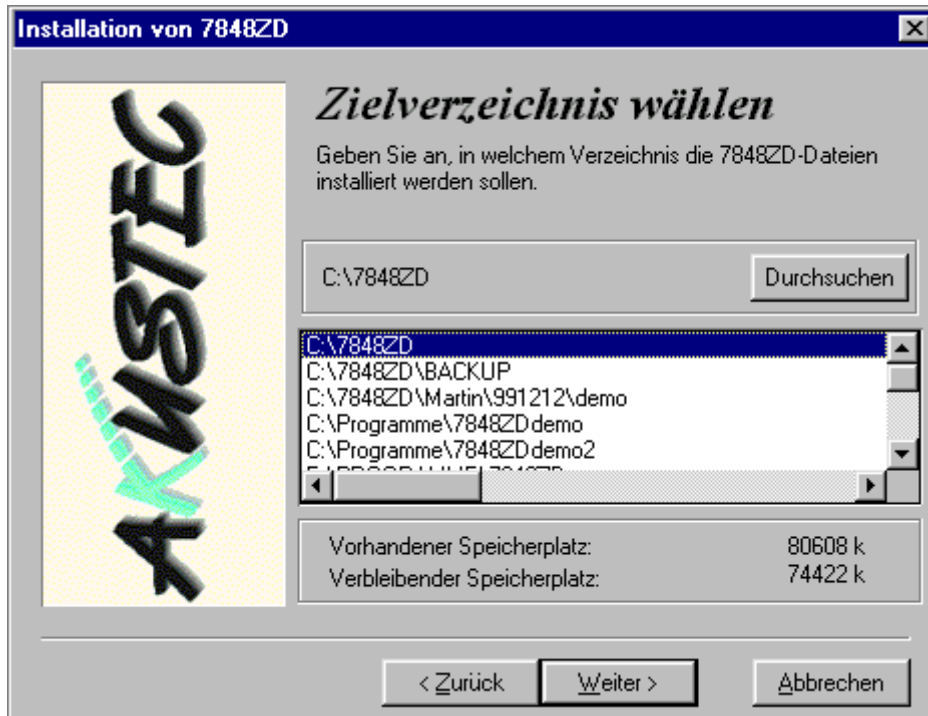 Installation von 7848ZD
AKUSTEC
Zielverzeichnis wählen
Geben Sie an, in welchem Verzeichnis die 7848ZD-Dateien
installiert werden sollen.
C:\7848ZD
Durchsuchen
C:\7848ZD
C:\7848ZD\BACKUP
C:\7848ZD\Martin\991212\demo
C:\Programme\7848ZDdemo
C:\Programme\7848ZDdemo2
Vorhandener Speicherplatz: 80608 k
Verbleibender Speicherplatz: 74422 k
< Zurück
Weiter >
Abbrechen